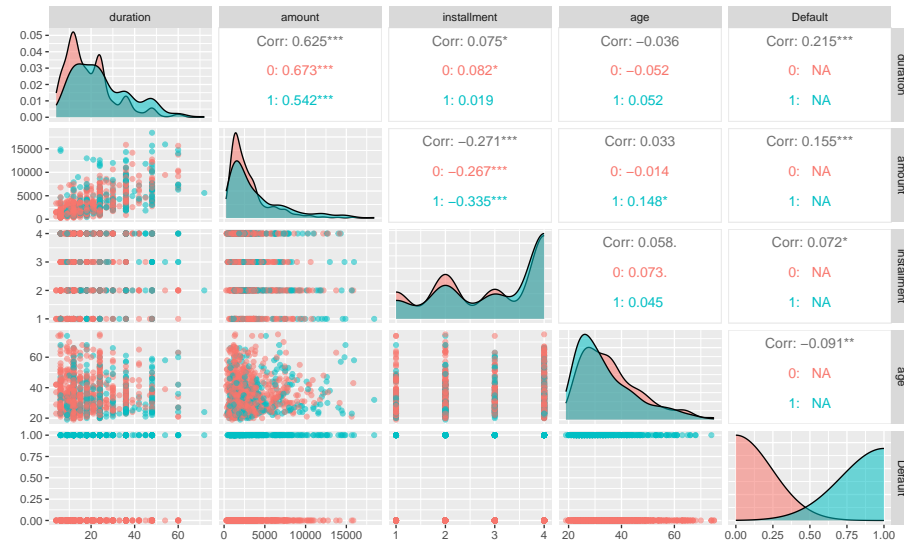 duration amount installment age Default
0.05
0.04
0.03
0.02
0.01
0.00
Corr: 0.625***
0: 0.673***
1: 0.542***
Corr: 0.075*
0: 0.082*
1: 0.019
Corr: −0.036
0: −0.052
1: 0.052
Corr: 0.215***
0: NA
1: NA
duration
15000
10000
5000
0
Corr: −0.271***
0: −0.267***
1: −0.335***
Corr: 0.033
0: −0.014
1: 0.148*
Corr: 0.155***
0: NA
1: NA
amount
4
3
2
1
Corr: 0.058.
0: 0.073.
1: 0.045
Corr: 0.072*
0: NA
1: NA
installment
60
40
20
Corr: −0.091**
0: NA
1: NA
age
1.00
0.75
0.50
0.25
0.00
Default
20 40 60 0 5000 10000 15000 1 2 3 4 20 40 60 0.00 0.25 0.50 0.75 1.00